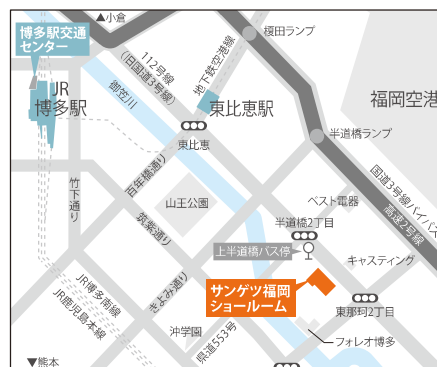 ▲小倉
榎田ランプ
博多駅交通
センター
112号線
(旧国道3号線)
地下鉄空港線
御笠川
JR
博多駅
東比恵駅
福岡空港
東比恵
半道橋ランプ
百年橋通り
竹下通り
山王公園
筑紫通り
国道3号線バイパス
高速2号線
ベスト電器
半道橋2丁目
上半道橋バス停
キャスティング
JR博多南線
JR鹿児島本線
きよみ通り
サンゲツ福岡
ショールーム
東那珂2丁目
沖学園
県道553号
フォレオ博多
▼熊本